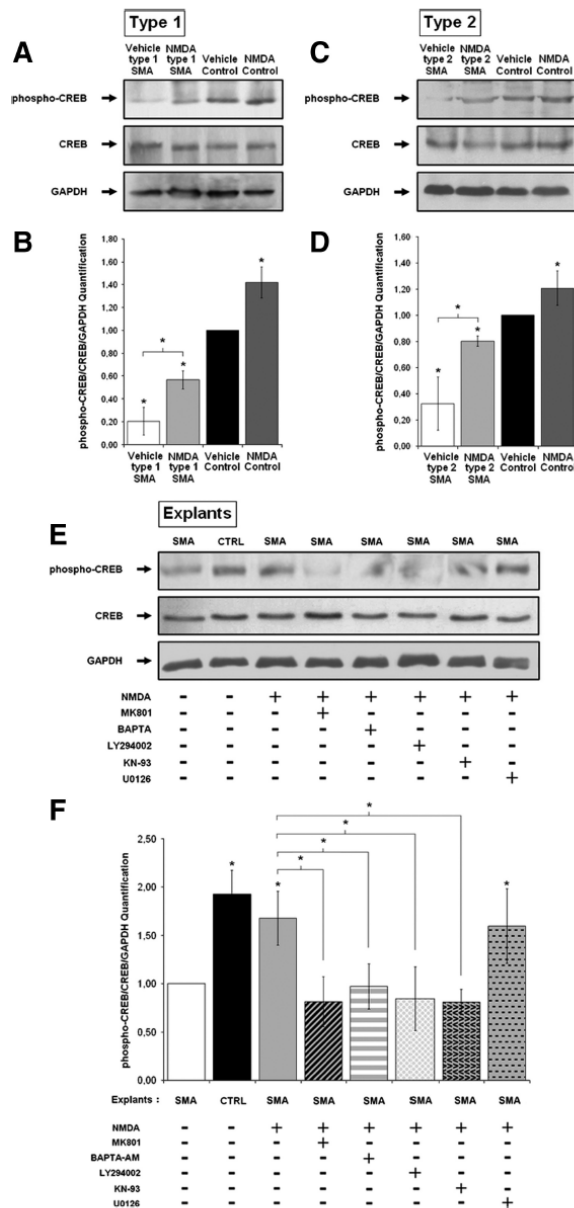 Type 1
Type 2
A
Vehicle type 1 SMA
NMDA type 1 SMA
Vehicle Control
NMDA Control
phospho-CREB
CREB
GAPDH
C
Vehicle type 2 SMA
NMDA type 2 SMA
Vehicle Control
NMDA Control
phospho-CREB
CREB
GAPDH
B
phospho-CREB/CREB/GAPDH Quantification
1,80
1,60
1,40
1,20
1,00
0,80
0,60
0,40
0,20
0,00
* * * *
Vehicle type 1 SMA
NMDA type 1 SMA
Vehicle Control
NMDA Control
D
phospho-CREB/CREB/GAPDH Quantification
1,60
1,40
1,20
1,00
0,80
0,60
0,40
0,20
0,00
* * * *
Vehicle type 2 SMA
NMDA type 2 SMA
Vehicle Control
NMDA Control
Explants
E
SMA CTRL SMA SMA SMA SMA SMA SMA
phospho-CREB
CREB
GAPDH
NMDA - - + + + + + +
MK801 - - - + - - - -
BAPTA - - - - + - - -
LY294002 - - - - - + - -
KN-93 - - - - - - + -
U0126 - - - - - - - +
F
phospho-CREB/CREB/GAPDH Quantification
2,50
2,00
1,50
1,00
0,50
0,00
* * * * * * *
Explants : SMA CTRL SMA SMA SMA SMA SMA SMA
NMDA - - + + + + + +
MK801 - - - + - - - -
BAPTA-AM - - - - + - - -
LY294002 - - - - - + - -
KN-93 - - - - - - + -
U0126 - - - - - - - +